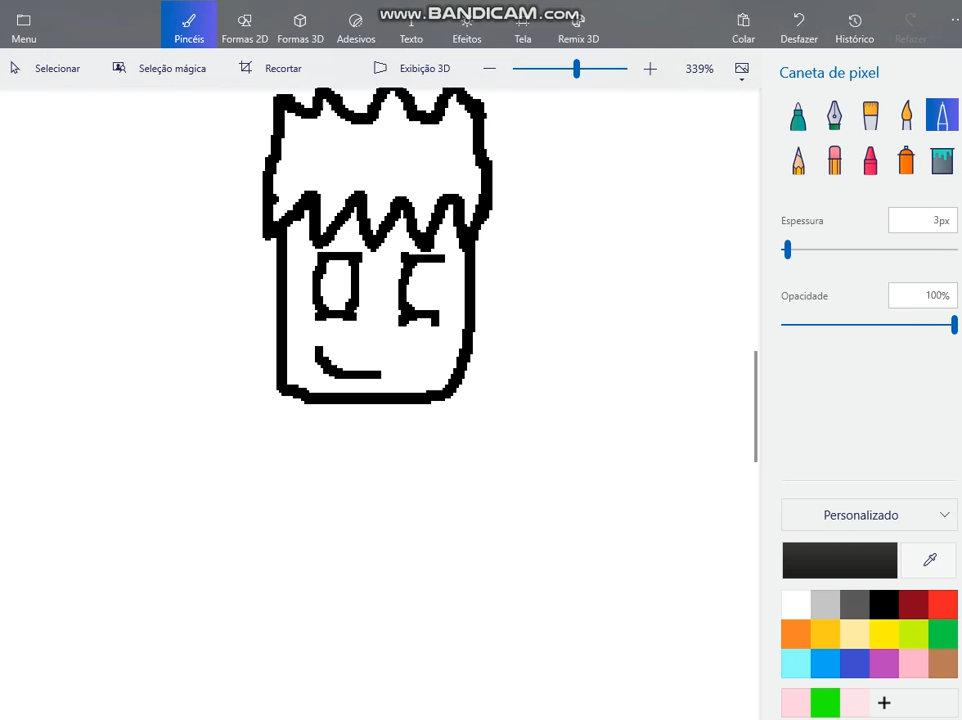 www.BANDICAM.com
Menu Pincéis Formas 2D Formas 3D Adesivos Texto Efeitos Tela Remix 3D Colar Desfazer Histórico Refazer
Selecionar Seleção mágica Recortar Exibição 3D 339%
Caneta de pixel
Espessura 3px
Opacidade 100%
Personalizado